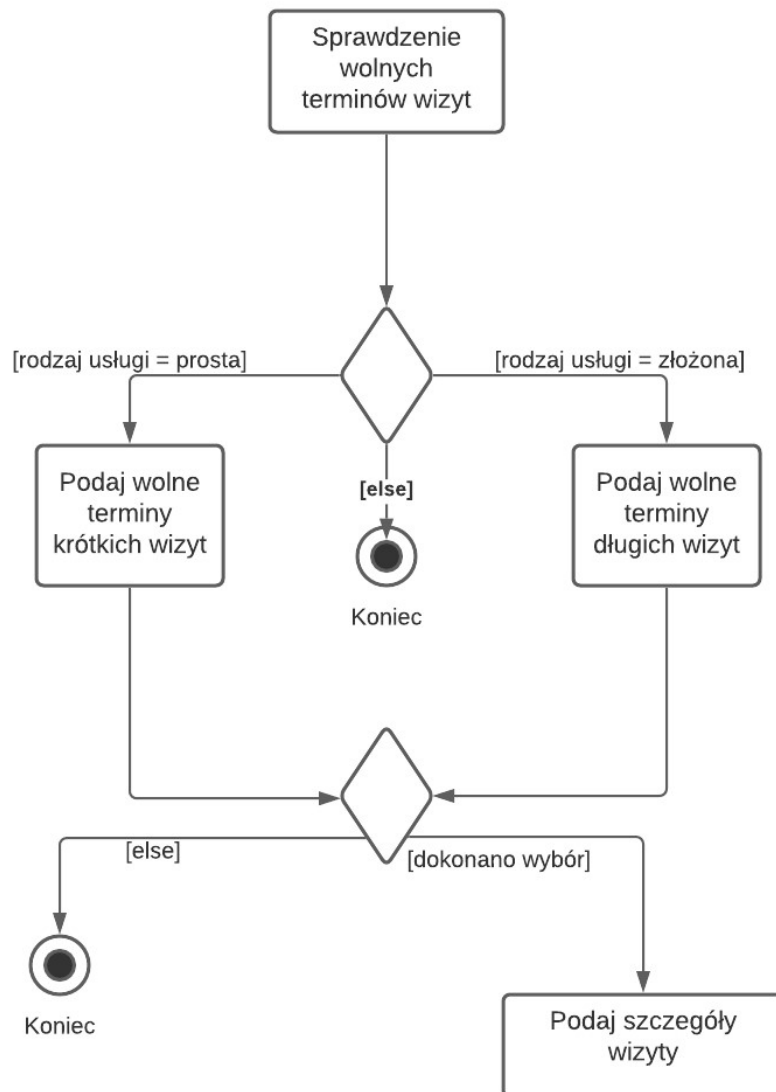 Sprawdzenie
wolnych
terminów wizyt
[rodzaj usługi = prosta]
[rodzaj usługi = złożona]
Podaj wolne
terminy
krótkich wizyt
[else]
Podaj wolne
terminy
długich wizyt
Koniec
[else]
[dokonano wybór]
Koniec
Podaj szczegóły
wizyty